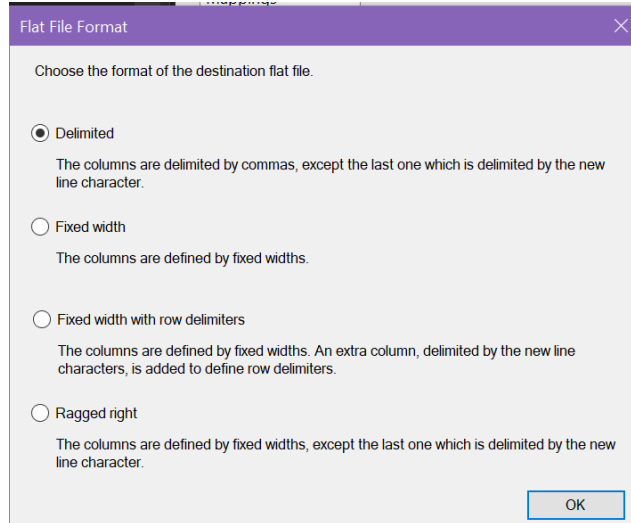 Mappings
Flat File Format
Choose the format of the destination flat file.
Delimited
The columns are delimited by commas, except the last one which is delimited by the new
line character.
Fixed width
The columns are defined by fixed widths.
Fixed width with row delimiters
The columns are defined by fixed widths. An extra column, delimited by the new line
characters, is added to define row delimiters.
Ragged right
The columns are defined by fixed widths, except the last one which is delimited by the new
line character.
OK